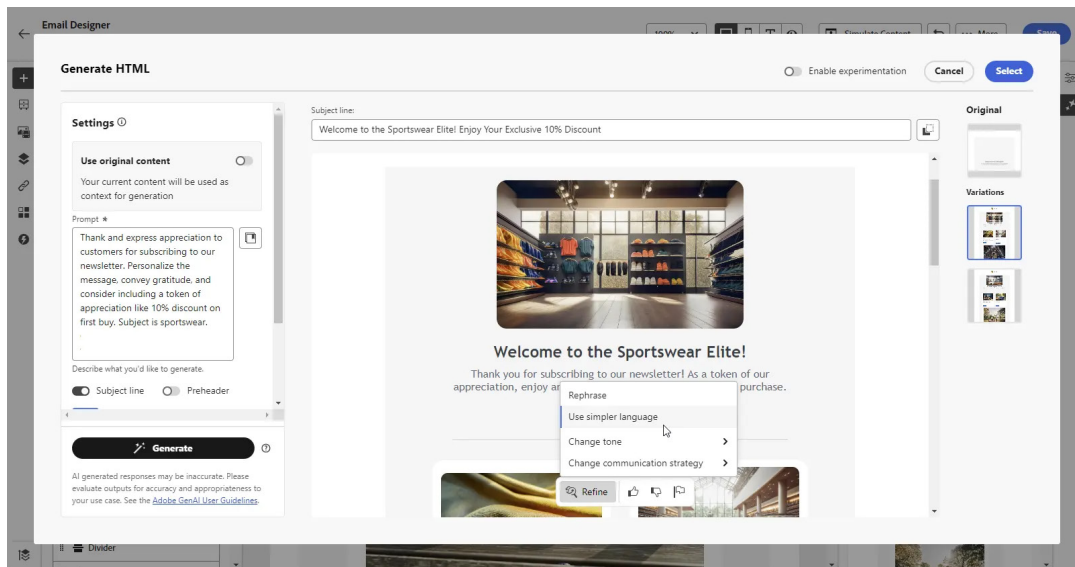 Email Designer
Simulate Content
More
Save
Generate HTML
Enable experimentation
Cancel
Select
Settings
Use original content
Your current content will be used as
context for generation
Prompt *
Thank and express appreciation to
customers for subscribing to our
newsletter. Personalize the
message, convey gratitude, and
consider including a token of
appreciation like 10% discount on
first buy. Subject is sportswear.
Describe what you'd like to generate.
Subject line
Preheader
Generate
AI generated responses may be inaccurate. Please
evaluate outputs for accuracy and appropriateness to
your use case. See the Adobe GenAI User Guidelines.
Subject line:
Welcome to the Sportswear Elite! Enjoy Your Exclusive 10% Discount
Welcome to the Sportswear Elite!
Thank you for subscribing to our newsletter! As a token of our
appreciation, enjoy purchase.
Rephrase
Use simpler language
Change tone
Change communication strategy
Refine
Original
Variations
Divider